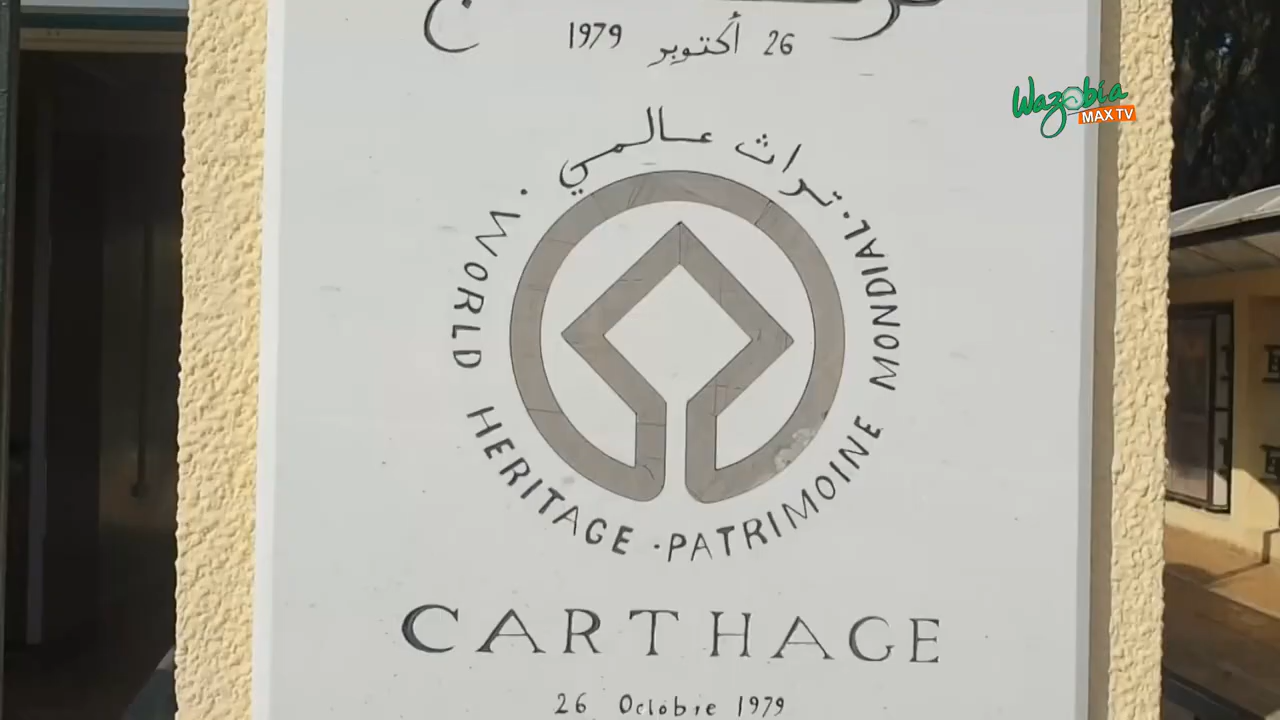 26 أكتوبر 1979
Wazobia
MAX TV
تراث عالمي
· WORLD HERITAGE · PATRIMOINE MONDIAL ·
CARTHAGE
26 Octobre 1979